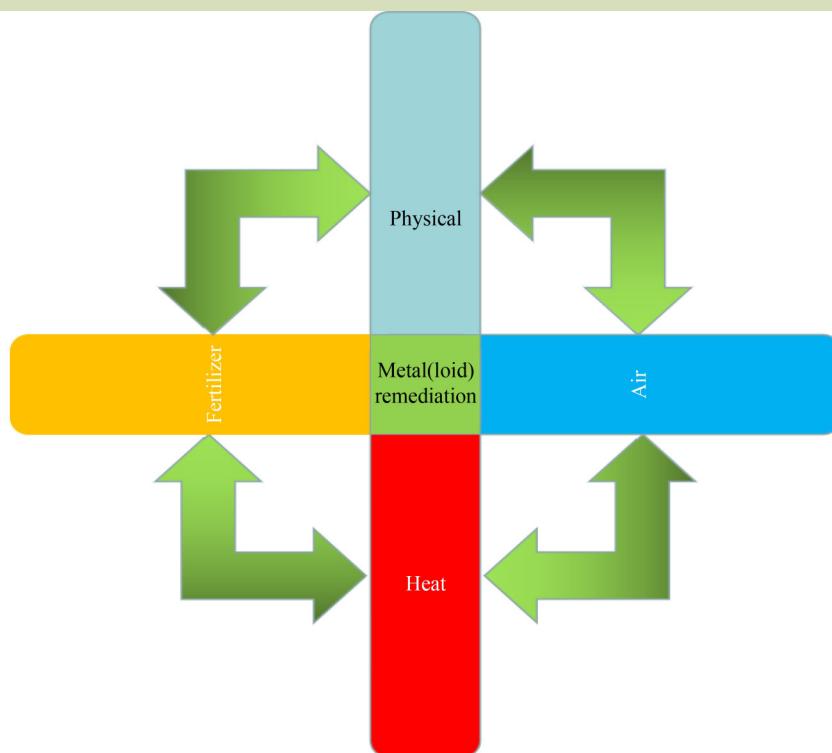 Physical
Fertilizer
Metal(loid)
remediation
Air
Heat